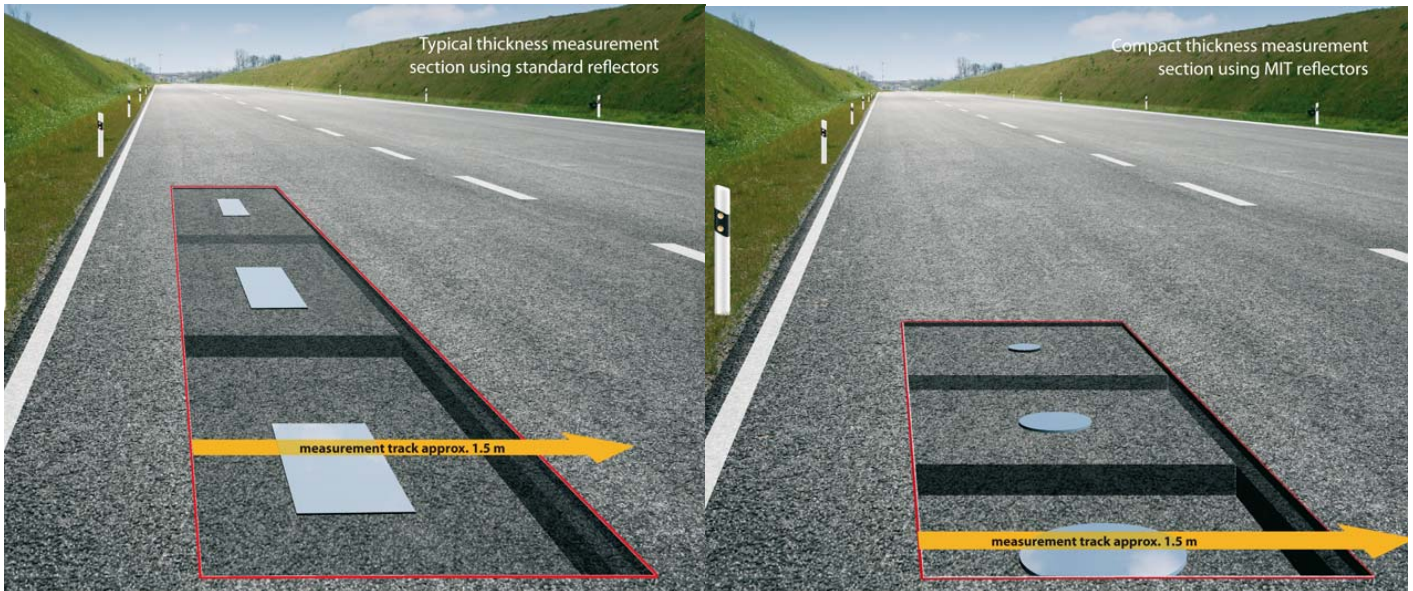 Typical thickness measurement
section using standard reflectors
measurement track approx. 1.5 m
Compact thickness measurement
section using MIT reflectors
measurement track approx. 1.5 m